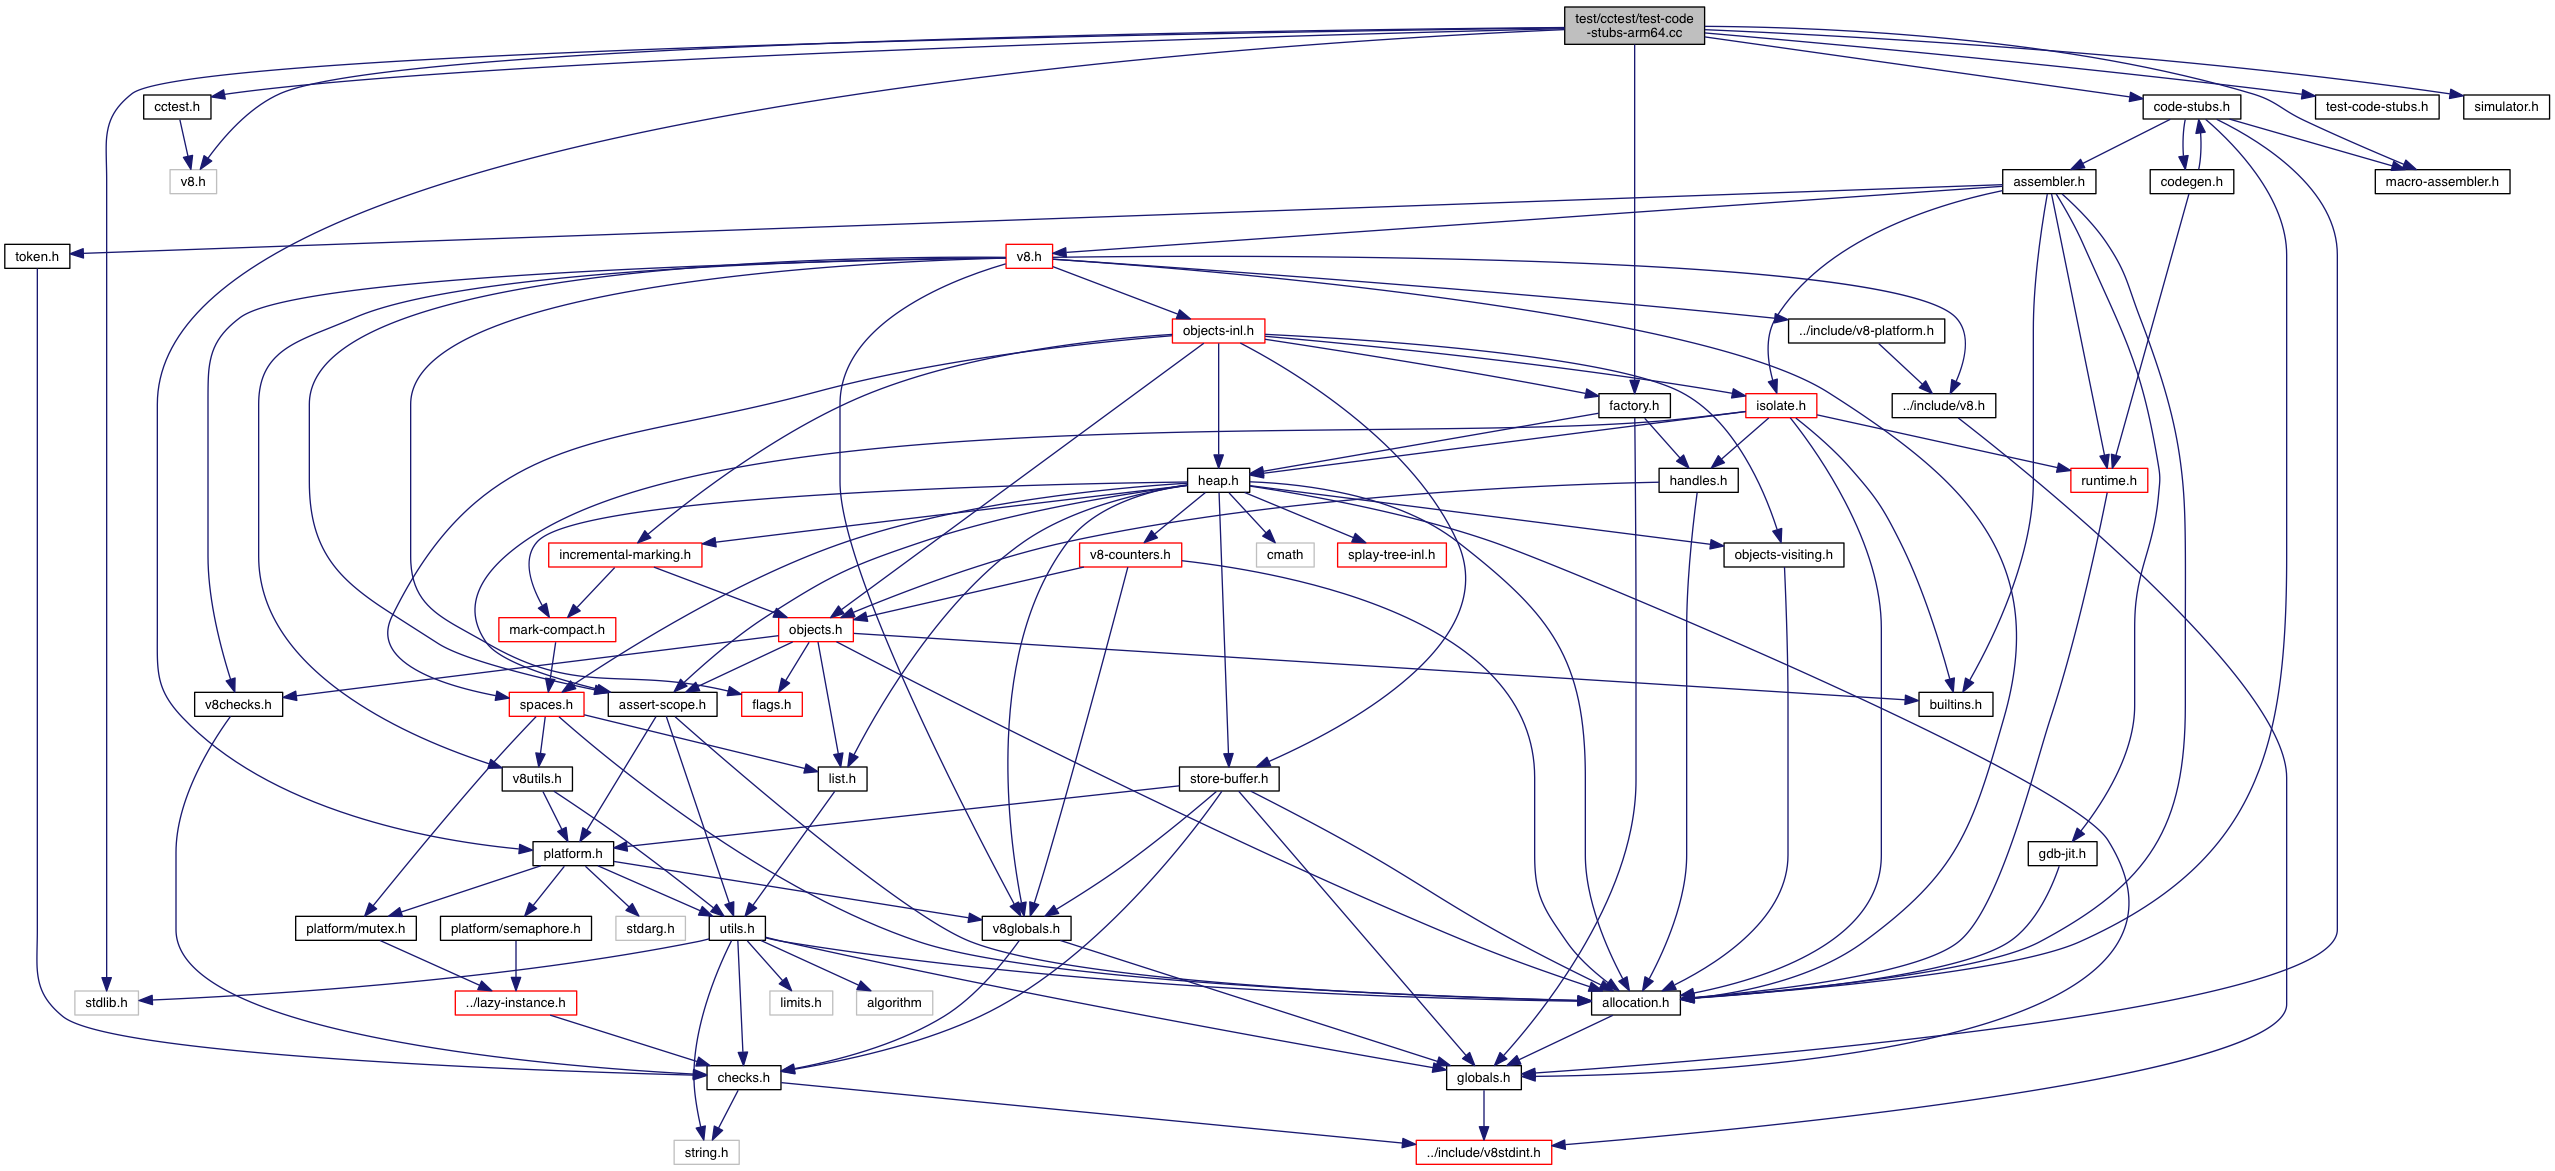 test/cctest/test-code
-stubs-arm64.cc
cctest.h
code-stubs.h
test-code-stubs.h
simulator.h
v8.h
assembler.h
codegen.h
macro-assembler.h
token.h
v8.h
objects-inl.h
../include/v8-platform.h
factory.h
isolate.h
../include/v8.h
heap.h
handles.h
runtime.h
incremental-marking.h
v8-counters.h
cmath
splay-tree-inl.h
objects-visiting.h
mark-compact.h
objects.h
v8checks.h
spaces.h
assert-scope.h
flags.h
builtins.h
v8utils.h
list.h
store-buffer.h
platform.h
gdb-jit.h
platform/mutex.h
platform/semaphore.h
stdarg.h
utils.h
v8globals.h
stdlib.h
../lazy-instance.h
limits.h
algorithm
allocation.h
checks.h
globals.h
string.h
../include/v8stdint.h